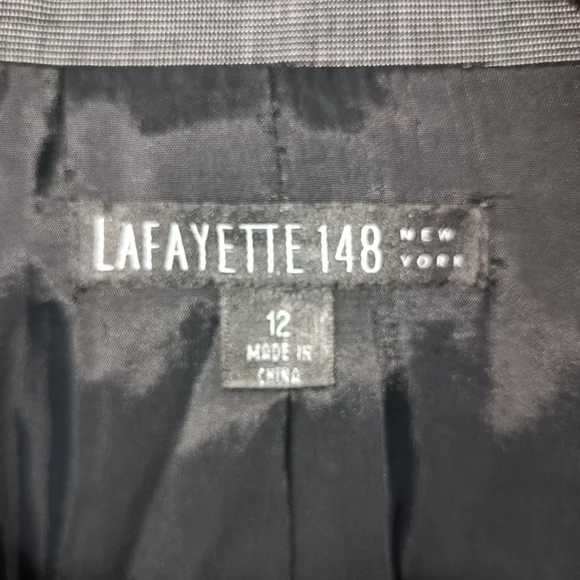 LAFAYETTE 148 NEW YORK
12
MADE IN
CHINA